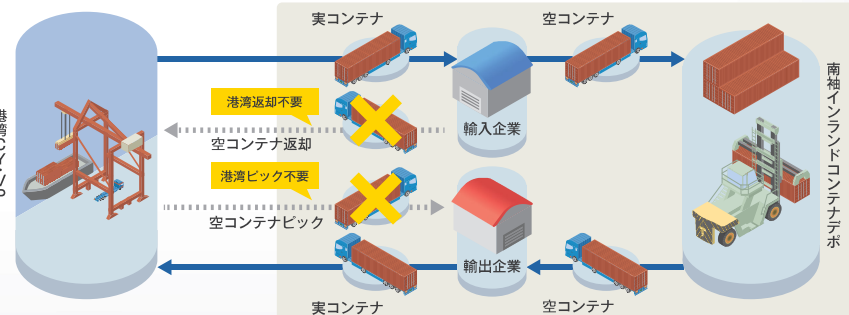 実コンテナ
空コンテナ
港湾返却不要
輸入企業
空コンテナ返却
港湾ピック不要
空コンテナピック
輸出企業
実コンテナ
空コンテナ
南袖インランドコンテナデポ